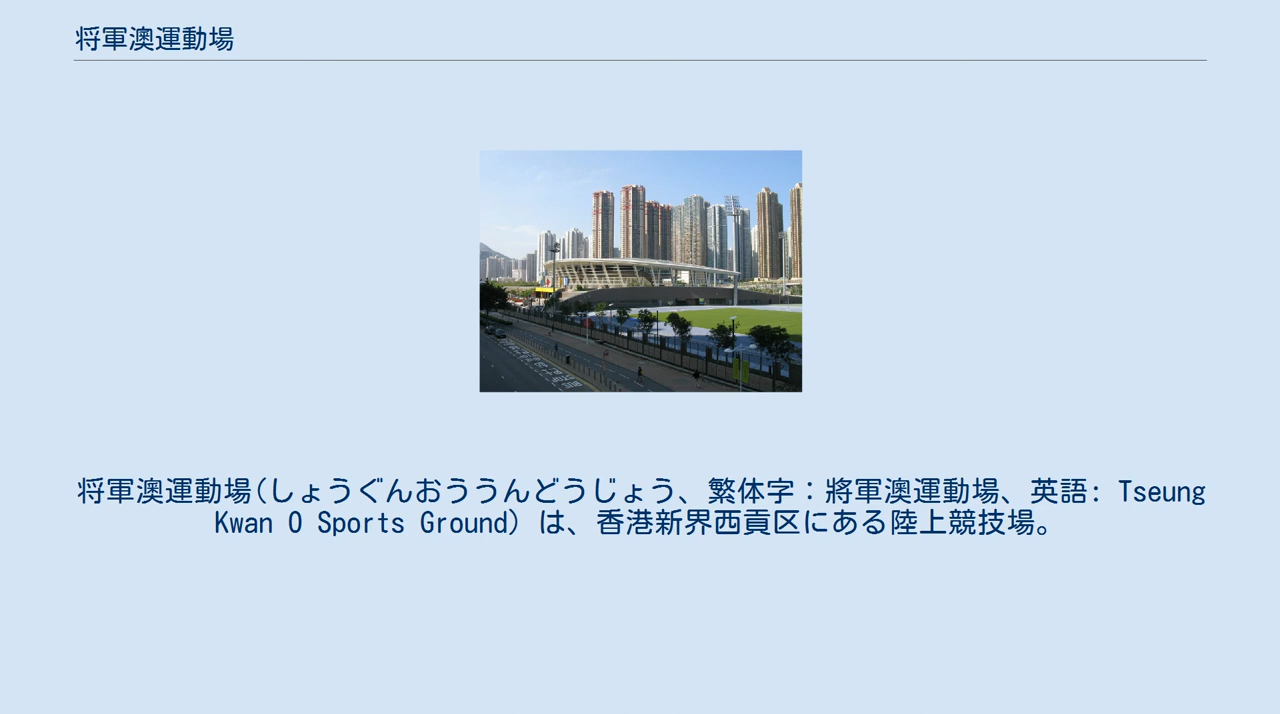 将軍澳運動場
将軍澳運動場(しょうぐんおううんどうじょう、繁体字：將軍澳運動場、英語: Tseung
Kwan O Sports Ground) は、香港新界西貢区にある陸上競技場。